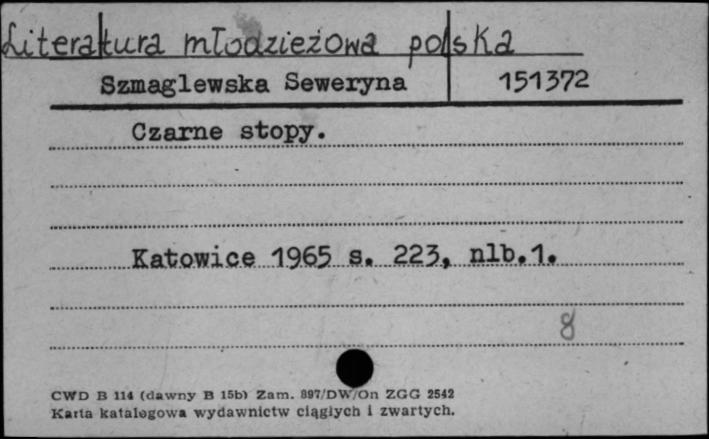 Literatura młodzieżowa polska
Szmaglewska Seweryna 151372
Czarne stopy.
Katowice 1965 s. 223, nlb.1.
8
CWD B 114 (dawny B 15b) Zam. 897/DW/On ZGG 2542
Karta katalogowa wydawnictw ciągłych i zwartych.